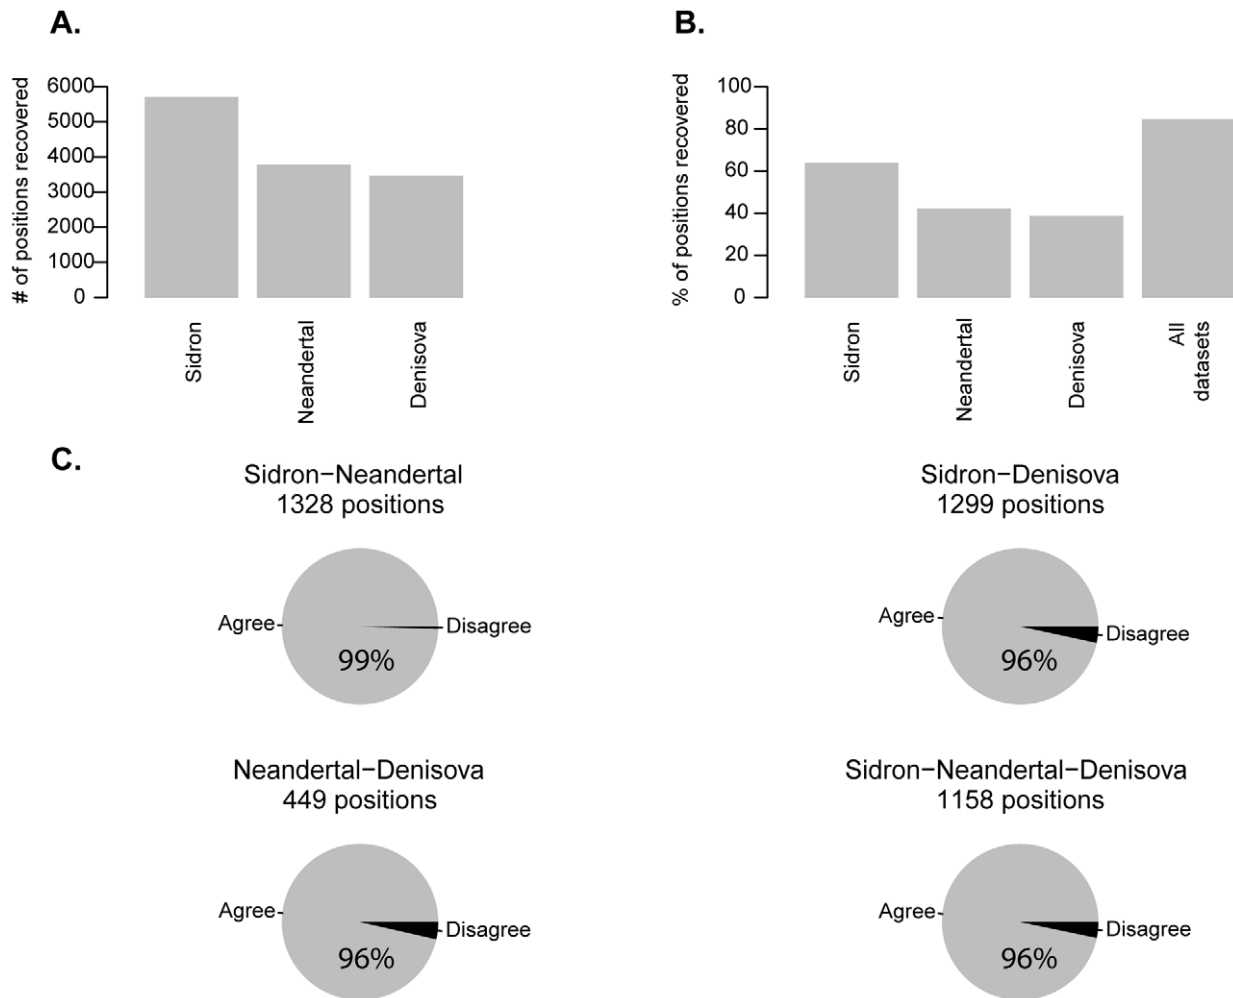 A.
# of positions recovered
6000
5000
4000
3000
2000
1000
0
Sidron
Neandertal
Denisova
B.
% of positions recovered
100
80
60
40
20
0
Sidron
Neandertal
Denisova
All
datasets
C.
Sidron−Neandertal
1328 positions
Agree
Disagree
99%
Sidron−Denisova
1299 positions
Agree
Disagree
96%
Neandertal−Denisova
449 positions
Agree
Disagree
96%
Sidron−Neandertal−Denisova
1158 positions
Agree
Disagree
96%